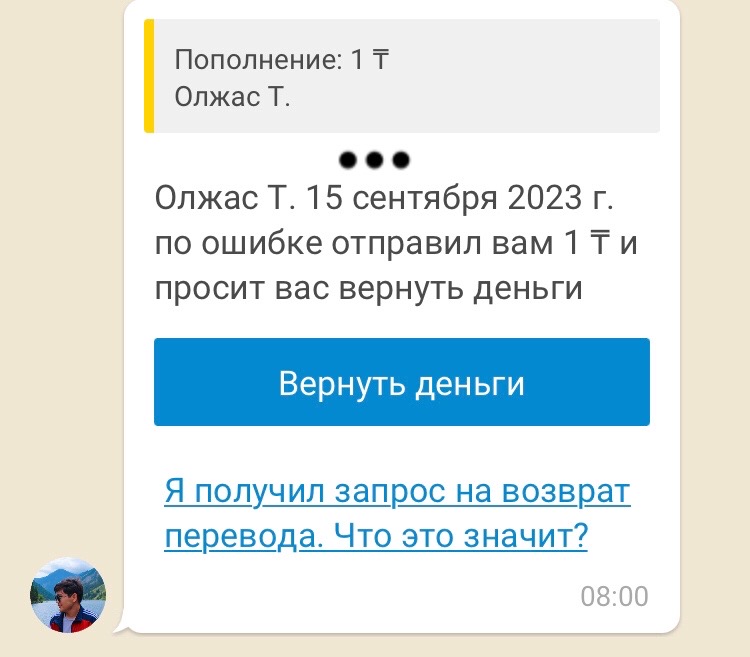 Пополнение: 1 ₸
Олжас Т.
Олжас Т. 15 сентября 2023 г.
по ошибке отправил вам 1 ₸ и
просит вас вернуть деньги
Вернуть деньги
Я получил запрос на возврат
перевода. Что это значит?
08:00